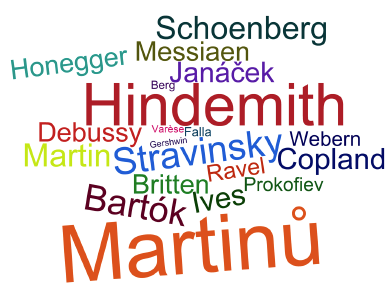 Schoenberg
Messiaen
Honegger
Janáček
Berg
Hindemith
Debussy
Varèse
Falla
Gershwin
Webern
Martin
Stravinsky
Copland
Ravel
Britten
Prokofiev
Bartók
Ives
Martinů